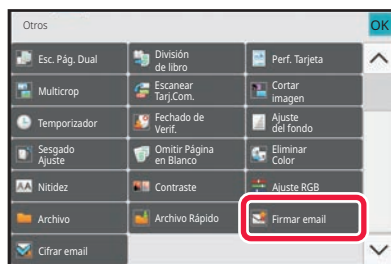 Otros
OK
Esc. Pág. Dual
División
de libro
Perf. Tarjeta
Multicrop
Escanear
Tarj.Com.
Cortar
imagen
Temporizador
Fechado de
Verif.
Ajuste
del fondo
Sesgado
Ajuste
Omitir Página
en Blanco
Eliminar
Color
AA Nitidez
Contraste
Ajuste RGB
Archivo
Archivo Rápido
Firmar email
Cifrar email